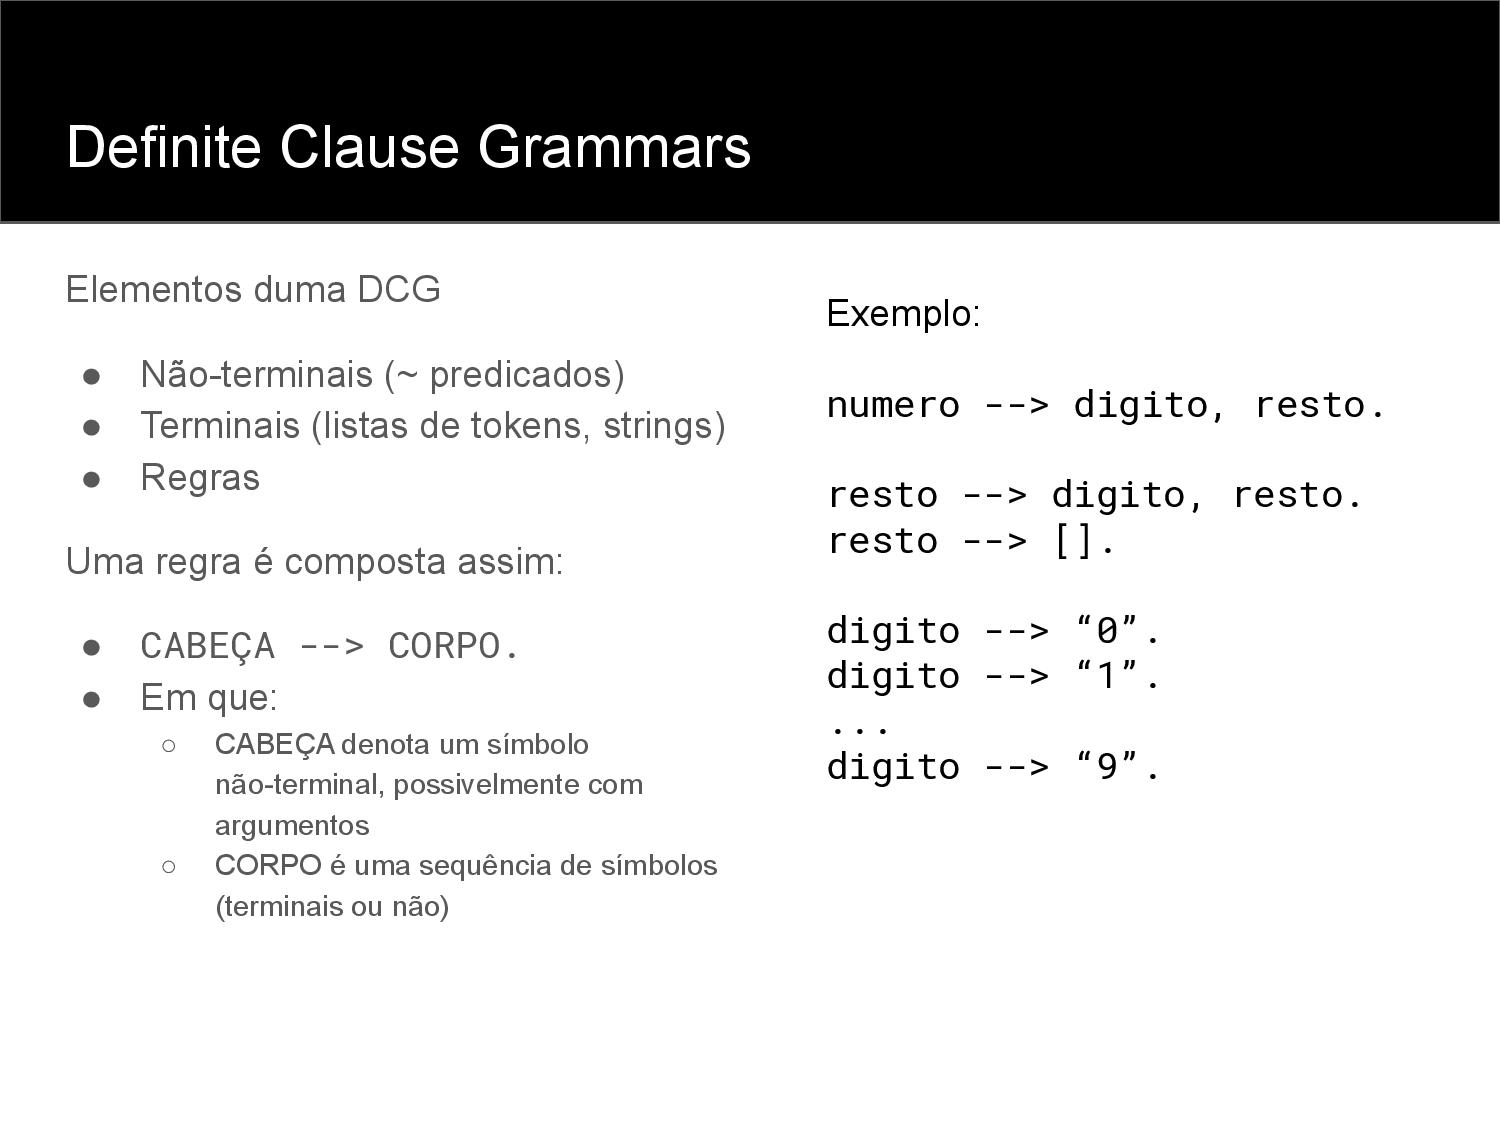 Definite Clause Grammars
Elementos duma DCG
● Não-terminais (~ predicados)
● Terminais (listas de tokens, strings)
● Regras
Uma regra é composta assim:
● CABEÇA --> CORPO.
● Em que:
○ CABEÇA denota um símbolo
não-terminal, possivelmente com
argumentos
○ CORPO é uma sequência de símbolos
(terminais ou não)
Exemplo:
numero --> digito, resto.
resto --> digito, resto.
resto --> [].
digito --> “0”.
digito --> “1”.
...
digito --> “9”.